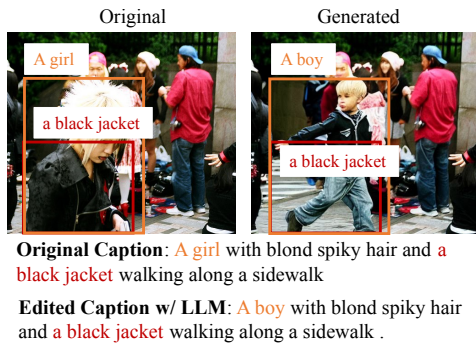 Original Generated
A girl A boy
a black jacket
a black jacket
Original Caption: A girl with blond spiky hair and a
black jacket walking along a sidewalk
Edited Caption w/ LLM: A boy with blond spiky hair
and a black jacket walking along a sidewalk .